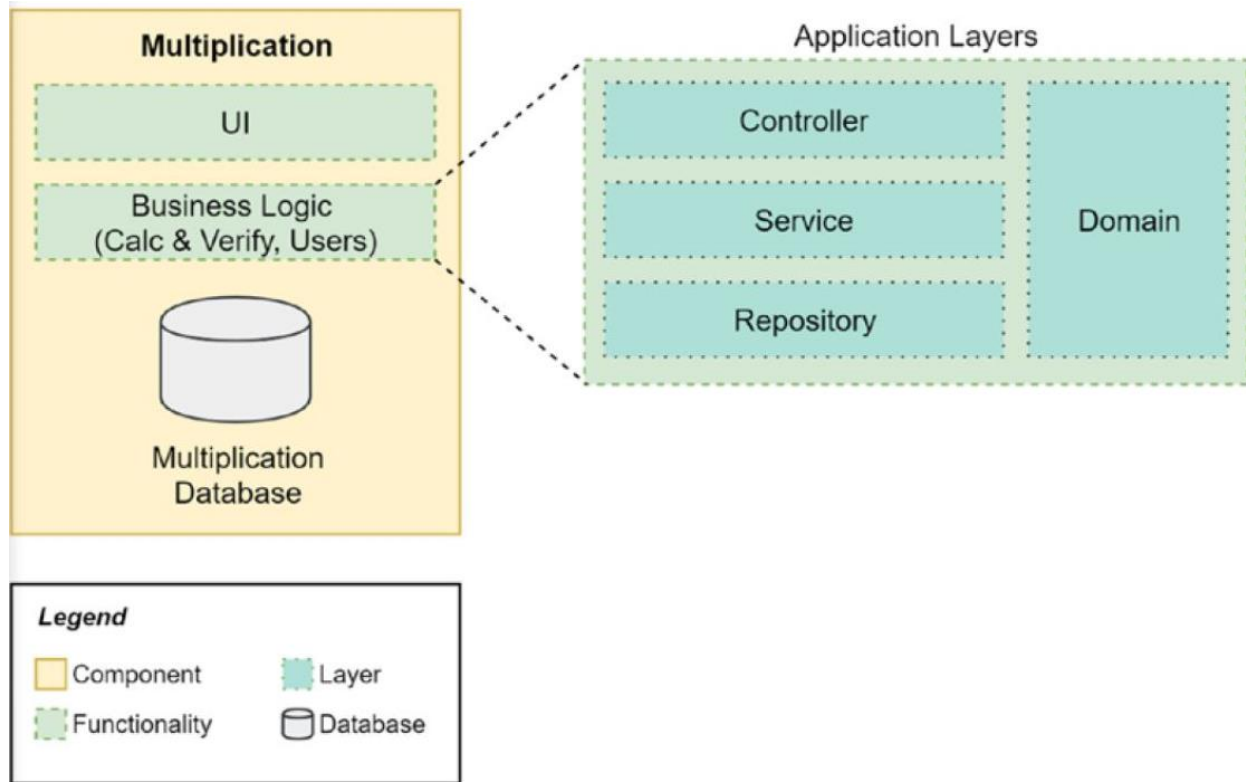 Multiplication
UI
Business Logic
(Calc & Verify, Users)
Multiplication
Database
Application Layers
Controller
Service
Repository
Domain
Legend
Component
Layer
Functionality
Database